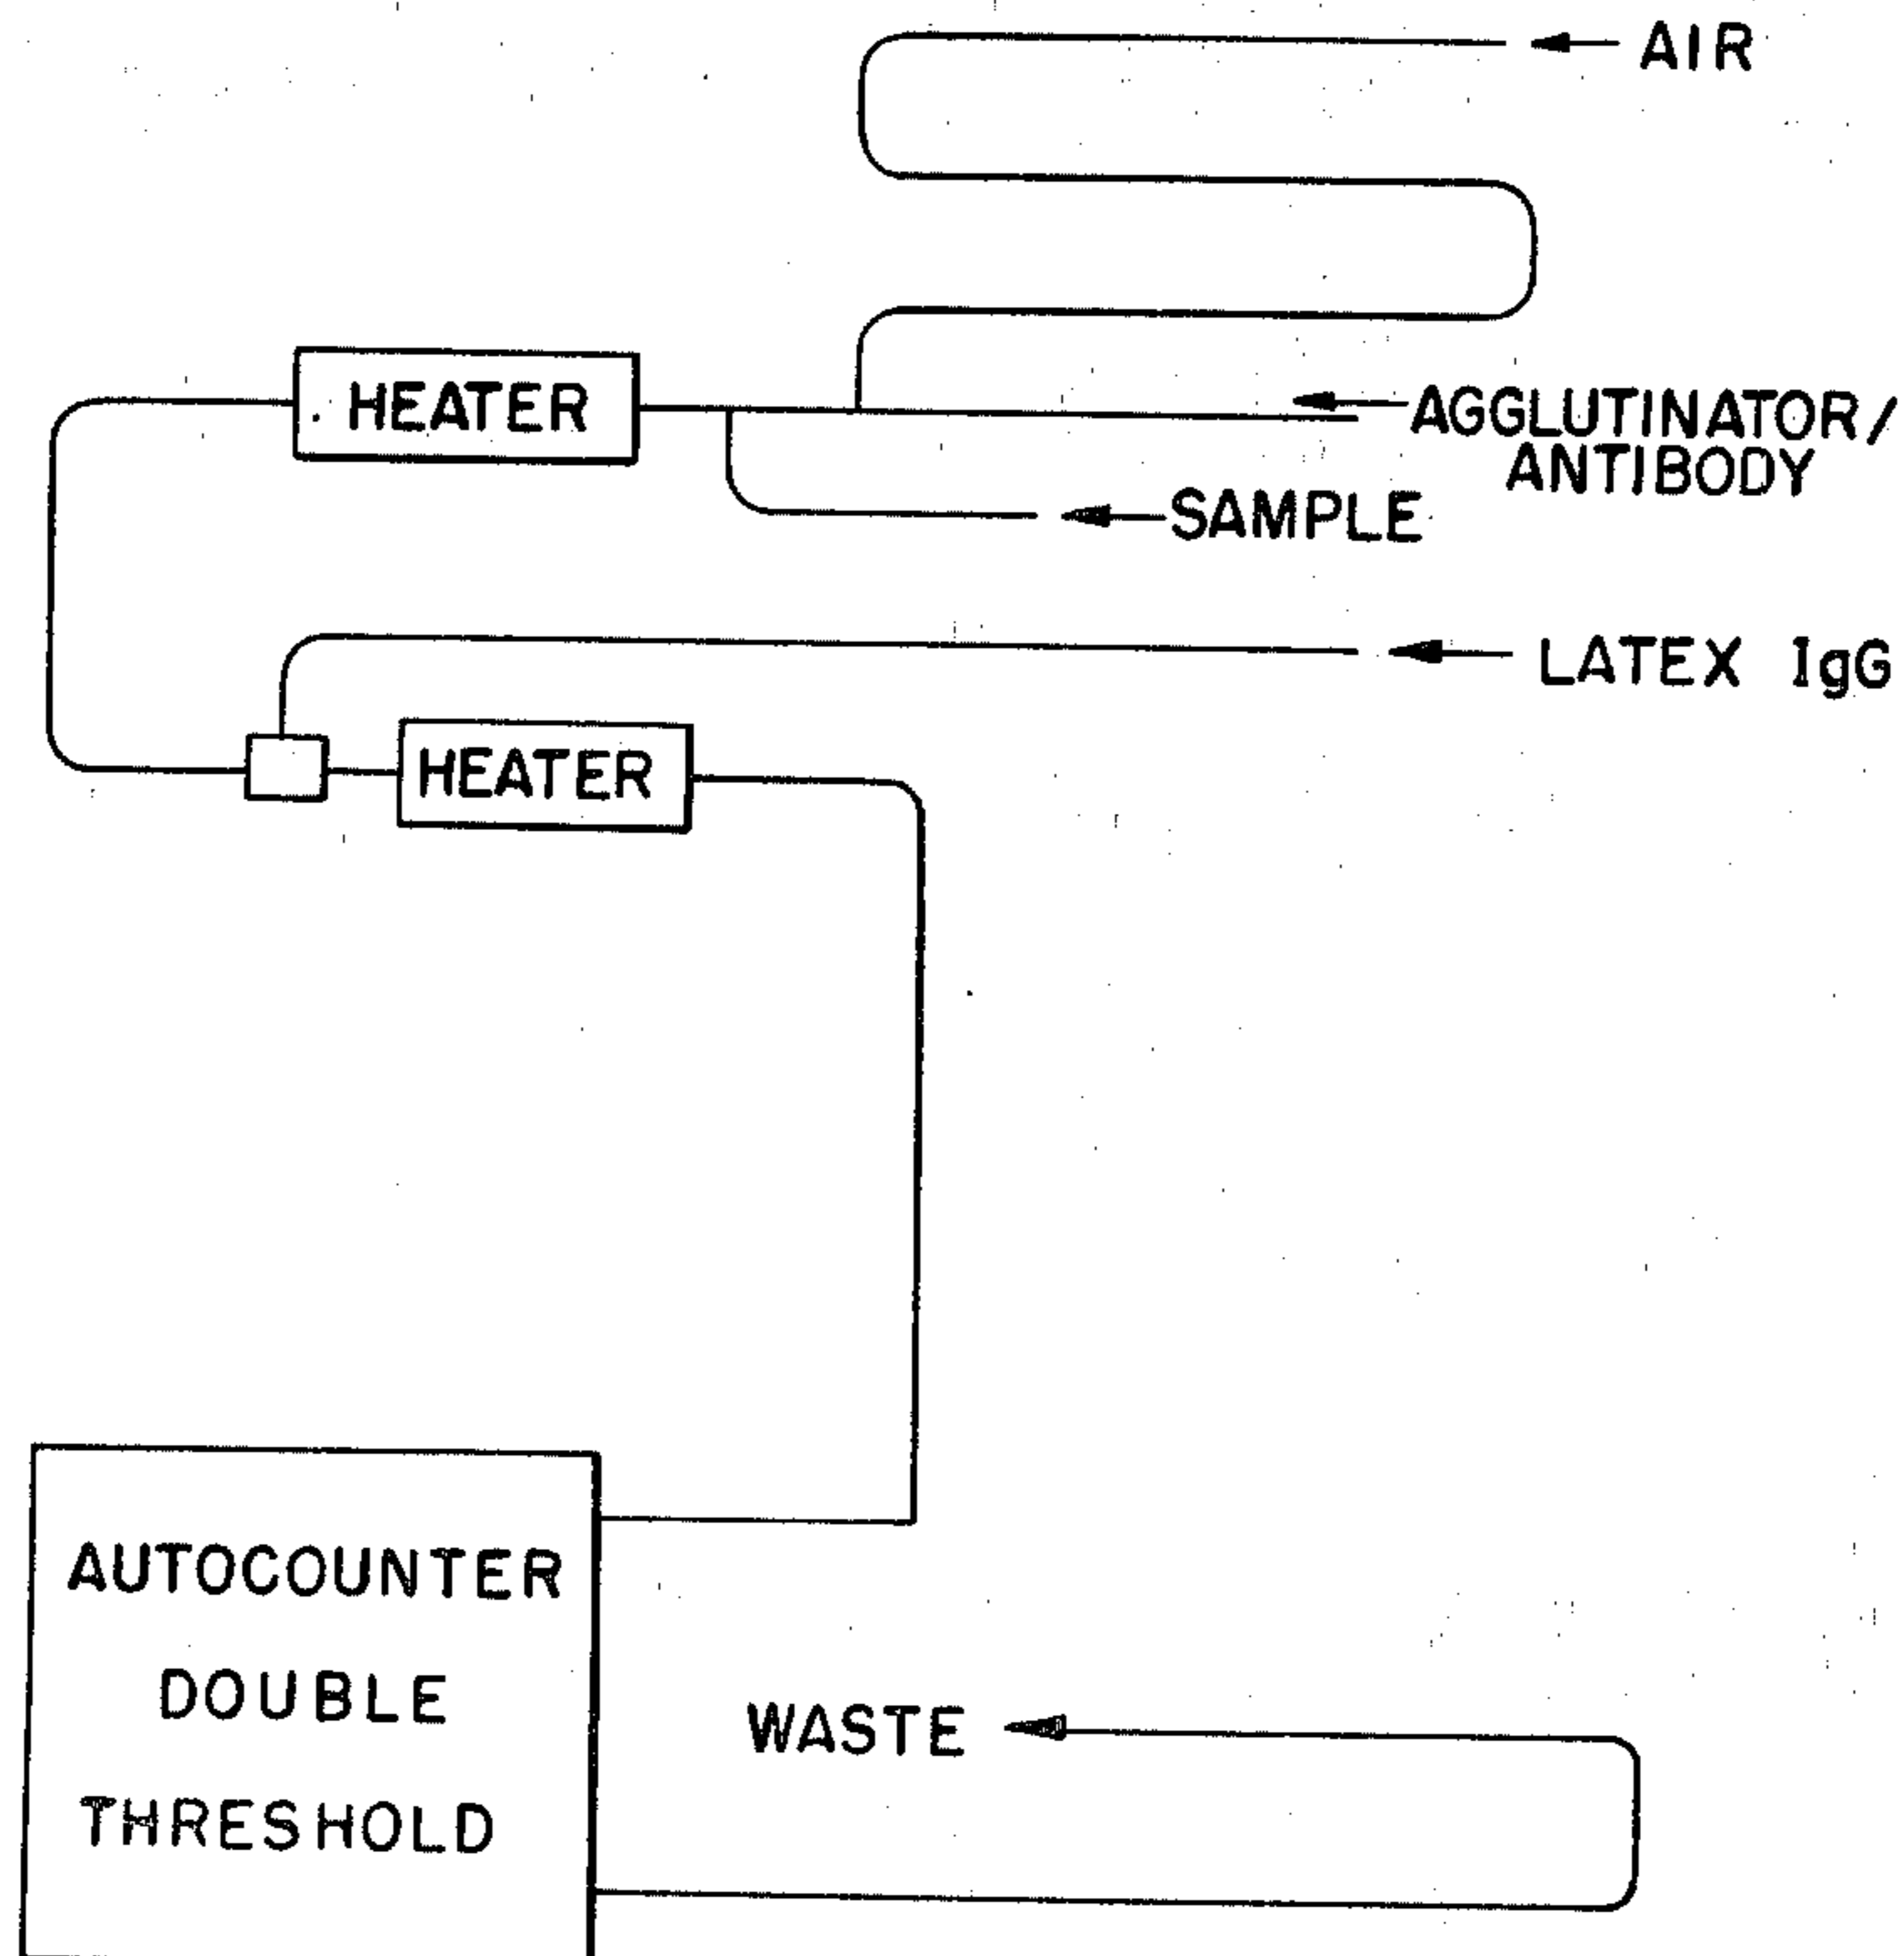 AIR
HEATER
AGGLUTINATOR/
ANTIBODY
SAMPLE
LATEX IgG
HEATER
AUTOCOUNTER
DOUBLE
THRESHOLD
WASTE